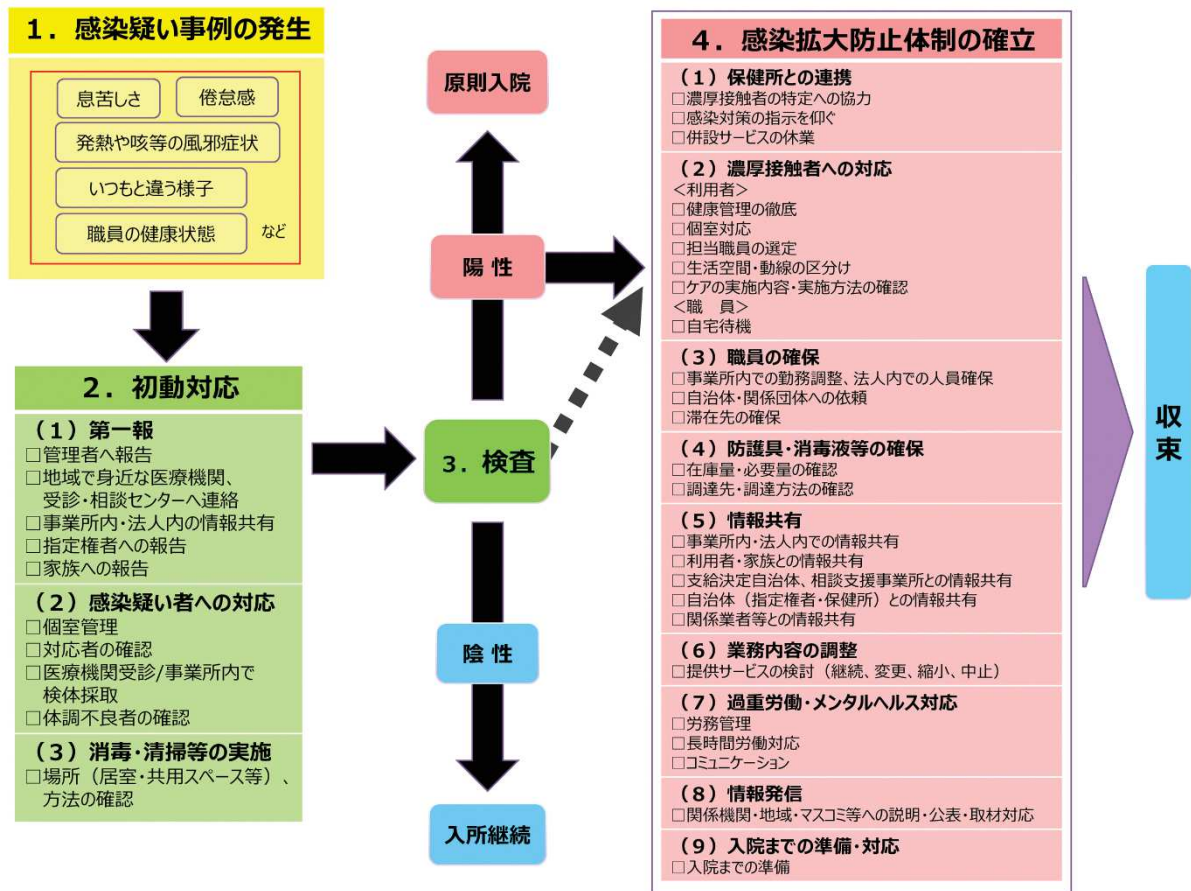 1．感染疑い事例の発生
息苦しさ
倦怠感
発熱や咳等の風邪症状
いつもと違う様子
職員の健康状態
など
2．初動対応
（1）第一報
□管理者へ報告
□地域で身近な医療機関、
受診・相談センターへ連絡
□事業所内・法人内の情報共有
□指定権者への報告
□家族への報告
（2）感染疑い者への対応
□個室管理
□対応者の確認
□医療機関受診/事業所内で
検体採取
□体調不良者の確認
（3）消毒・清掃等の実施
□場所（居室・共用スペース等）、
方法の確認
原則入院
陽 性
3．検査
陰 性
入所継続
4．感染拡大防止体制の確立
（1）保健所との連携
□濃厚接触者の特定への協力
□感染対策の指示を仰ぐ
□併設サービスの休業
（2）濃厚接触者への対応
＜利用者＞
□健康管理の徹底
□個室対応
□担当職員の選定
□生活空間・動線の区分け
□ケアの実施内容・実施方法の確認
＜職　員＞
□自宅待機
（3）職員の確保
□事業所内での勤務調整、法人内での人員確保
□自治体・関係団体への依頼
□滞在先の確保
（4）防護具・消毒液等の確保
□在庫量・必要量の確認
□調達先・調達方法の確認
（5）情報共有
□事業所内・法人内での情報共有
□利用者・家族との情報共有
□支給決定自治体、相談支援事業所との情報共有
□自治体（指定権者・保健所）との情報共有
□関係業者等との情報共有
（6）業務内容の調整
□提供サービスの検討（継続、変更、縮小、中止）
（7）過重労働・メンタルヘルス対応
□労務管理
□長時間労働対応
□コミュニケーション
（8）情報発信
□関係機関・地域・マスコミ等への説明・公表・取材対応
（9）入院までの準備・対応
□入院までの準備
収束